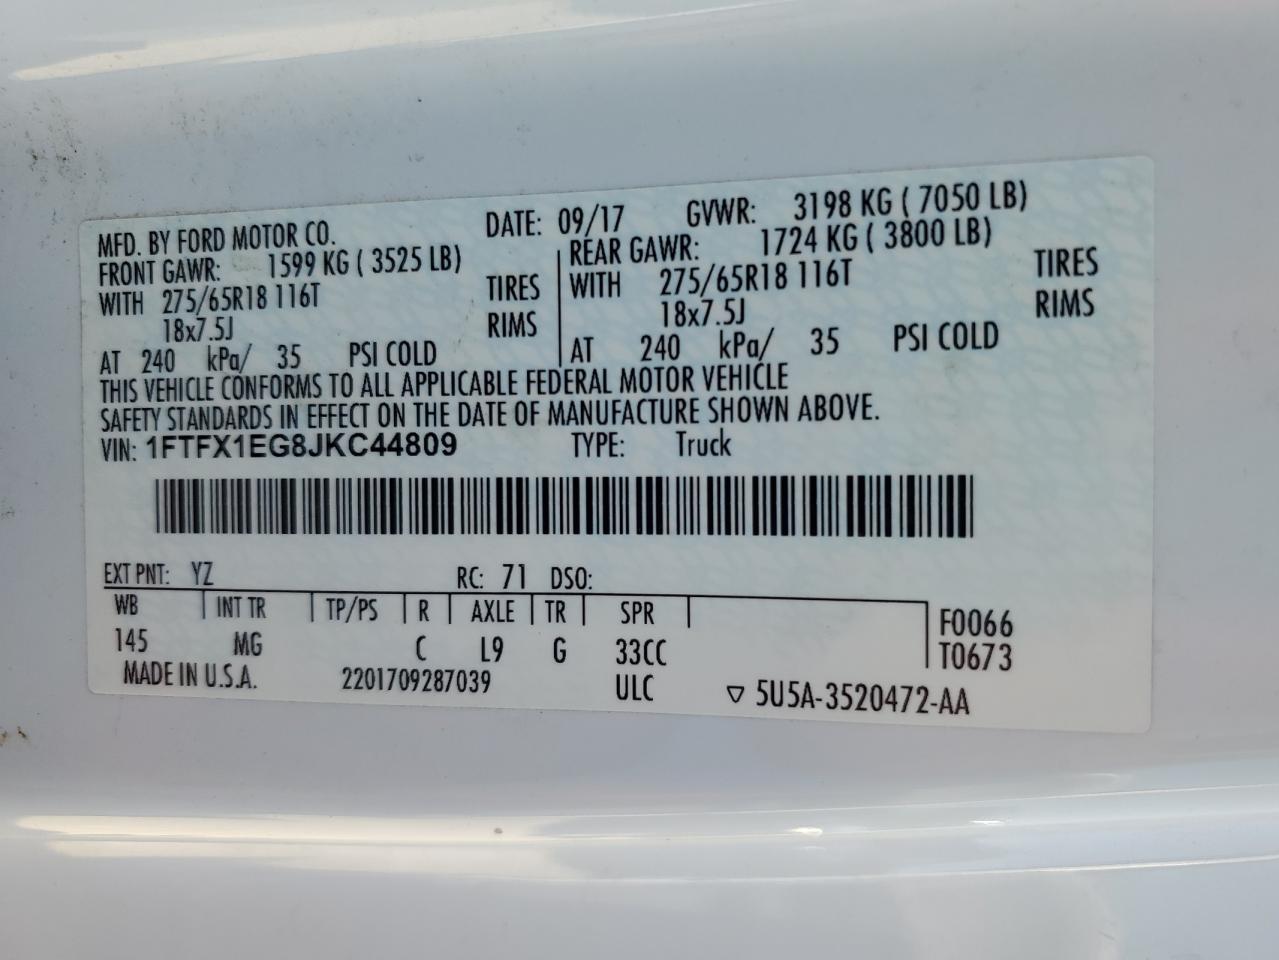 MFD. BY FORD MOTOR CO. DATE: 09/17 GVWR: 3198 KG ( 7050 LB)
FRONT GAWR: 1599 KG ( 3525 LB) REAR GAWR: 1724 KG ( 3800 LB)
WITH 275/65R18 116T TIRES WITH 275/65R18 116T TIRES
18x7.5J RIMS 18x7.5J RIMS
AT 240 kPa/ 35 PSI COLD AT 240 kPa/ 35 PSI COLD
THIS VEHICLE CONFORMS TO ALL APPLICABLE FEDERAL MOTOR VEHICLE
SAFETY STANDARDS IN EFFECT ON THE DATE OF MANUFACTURE SHOWN ABOVE.
VIN: 1FTFX1EG8JKC44809 TYPE: Truck
EXT PNT: YZ RC: 71 DSO:
WB INT TR TP/PS R AXLE TR SPR F0066
145 MG C L9 G 33CC T0673
MADE IN U.S.A. 2201709287039 ULC ▽ 5U5A-3520472-AA